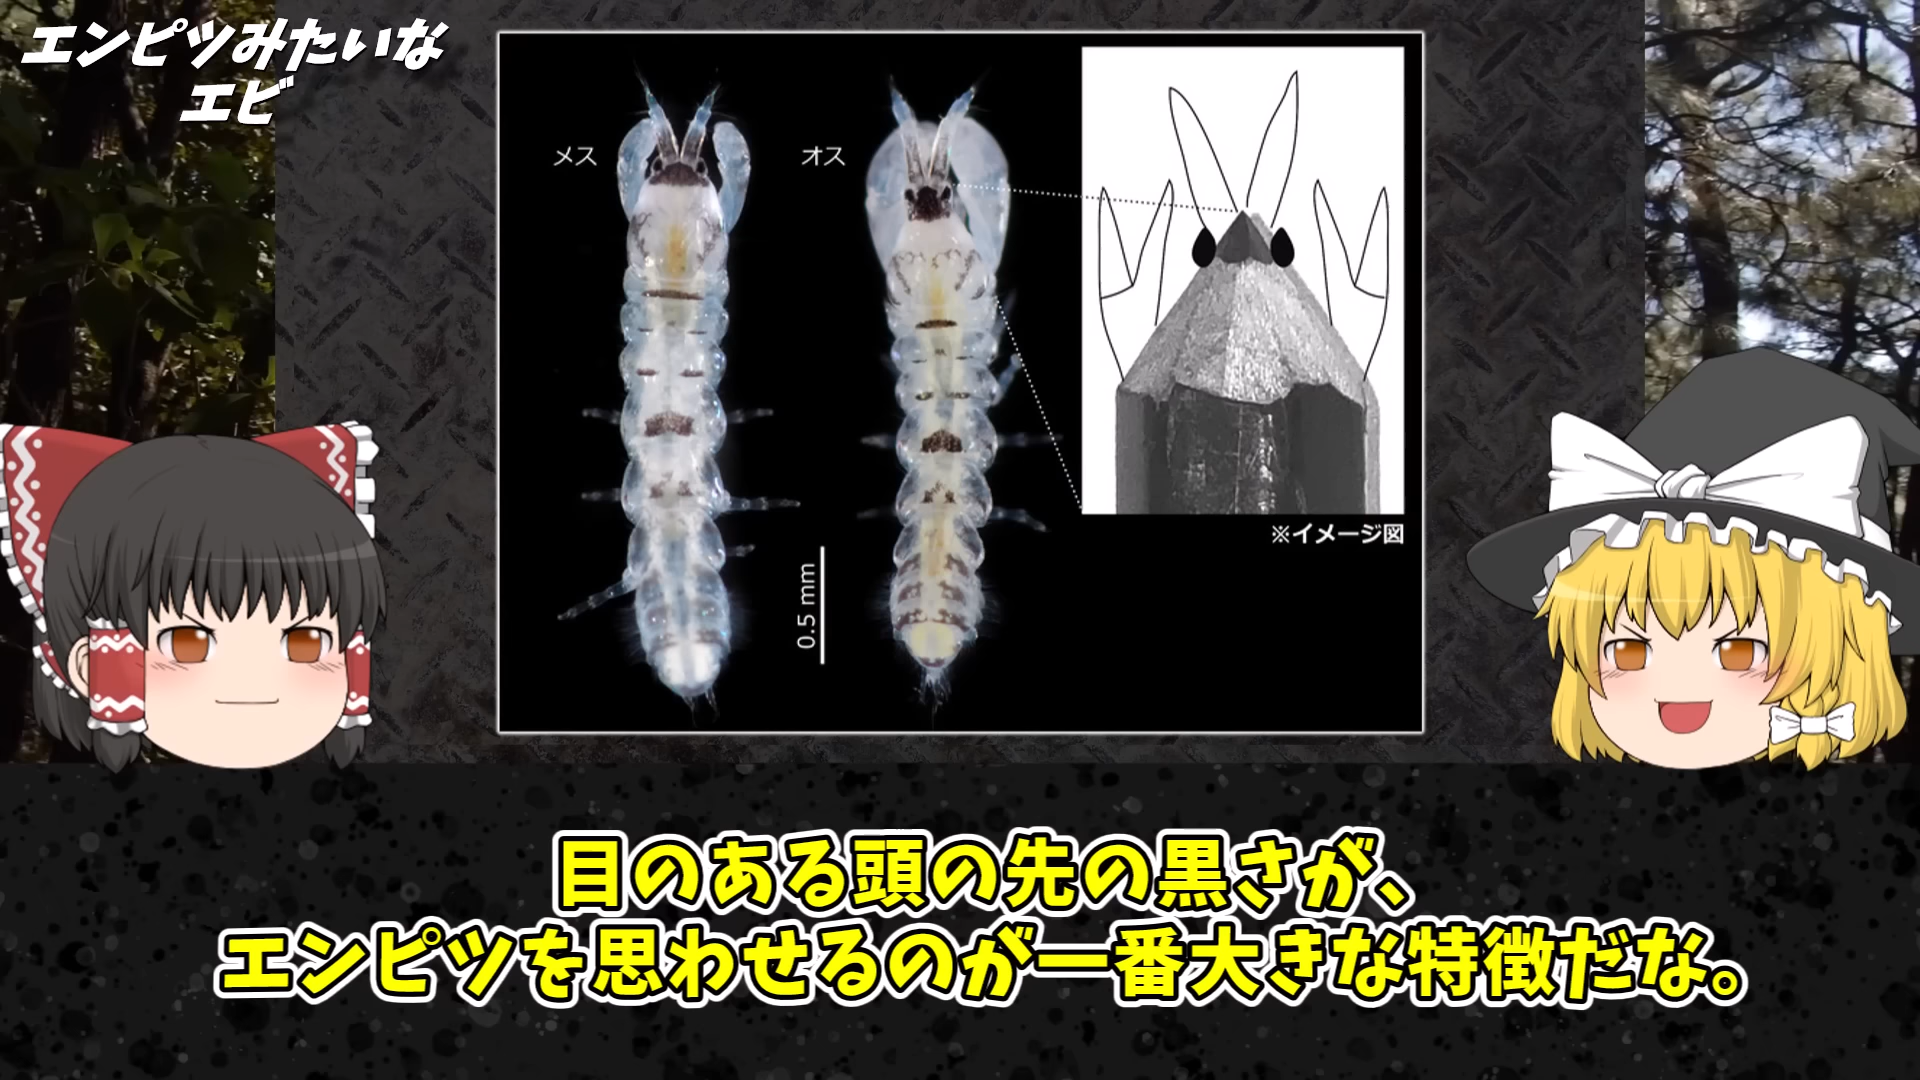 エンピツみたいな
エビ
メス
オス
0.5 mm
※イメージ図
目のある頭の先の黒さが、
エンピツを思わせるのが一番大きな特徴だな。